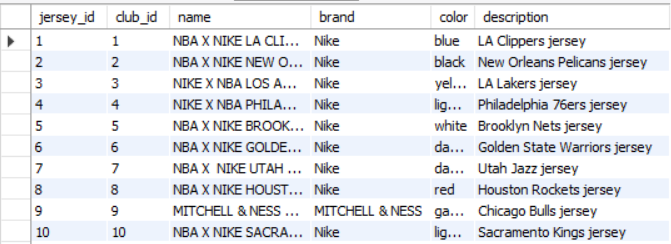 jersey_id club_id name brand color description
1 1 NBA X NIKE LA CLI... Nike blue LA Clippers jersey
2 2 NBA X NIKE NEW O... Nike black New Orleans Pelicans jersey
3 3 NIKE X NBA LOS A... Nike yel... LA Lakers jersey
4 4 NIKE X NBA PHILA... Nike lig... Philadelphia 76ers jersey
5 5 NBA X NIKE BROOK... Nike white Brooklyn Nets jersey
6 6 NBA X NIKE GOLDE... Nike da... Golden State Warriors jersey
7 7 NBA X NIKE UTAH ... Nike da... Utah Jazz jersey
8 8 NBA X NIKE HOUST... Nike red Houston Rockets jersey
9 9 MITCHELL & NESS ... MITCHELL & NESS ga... Chicago Bulls jersey
10 10 NBA X NIKE SACRA... Nike lig... Sacramento Kings jersey